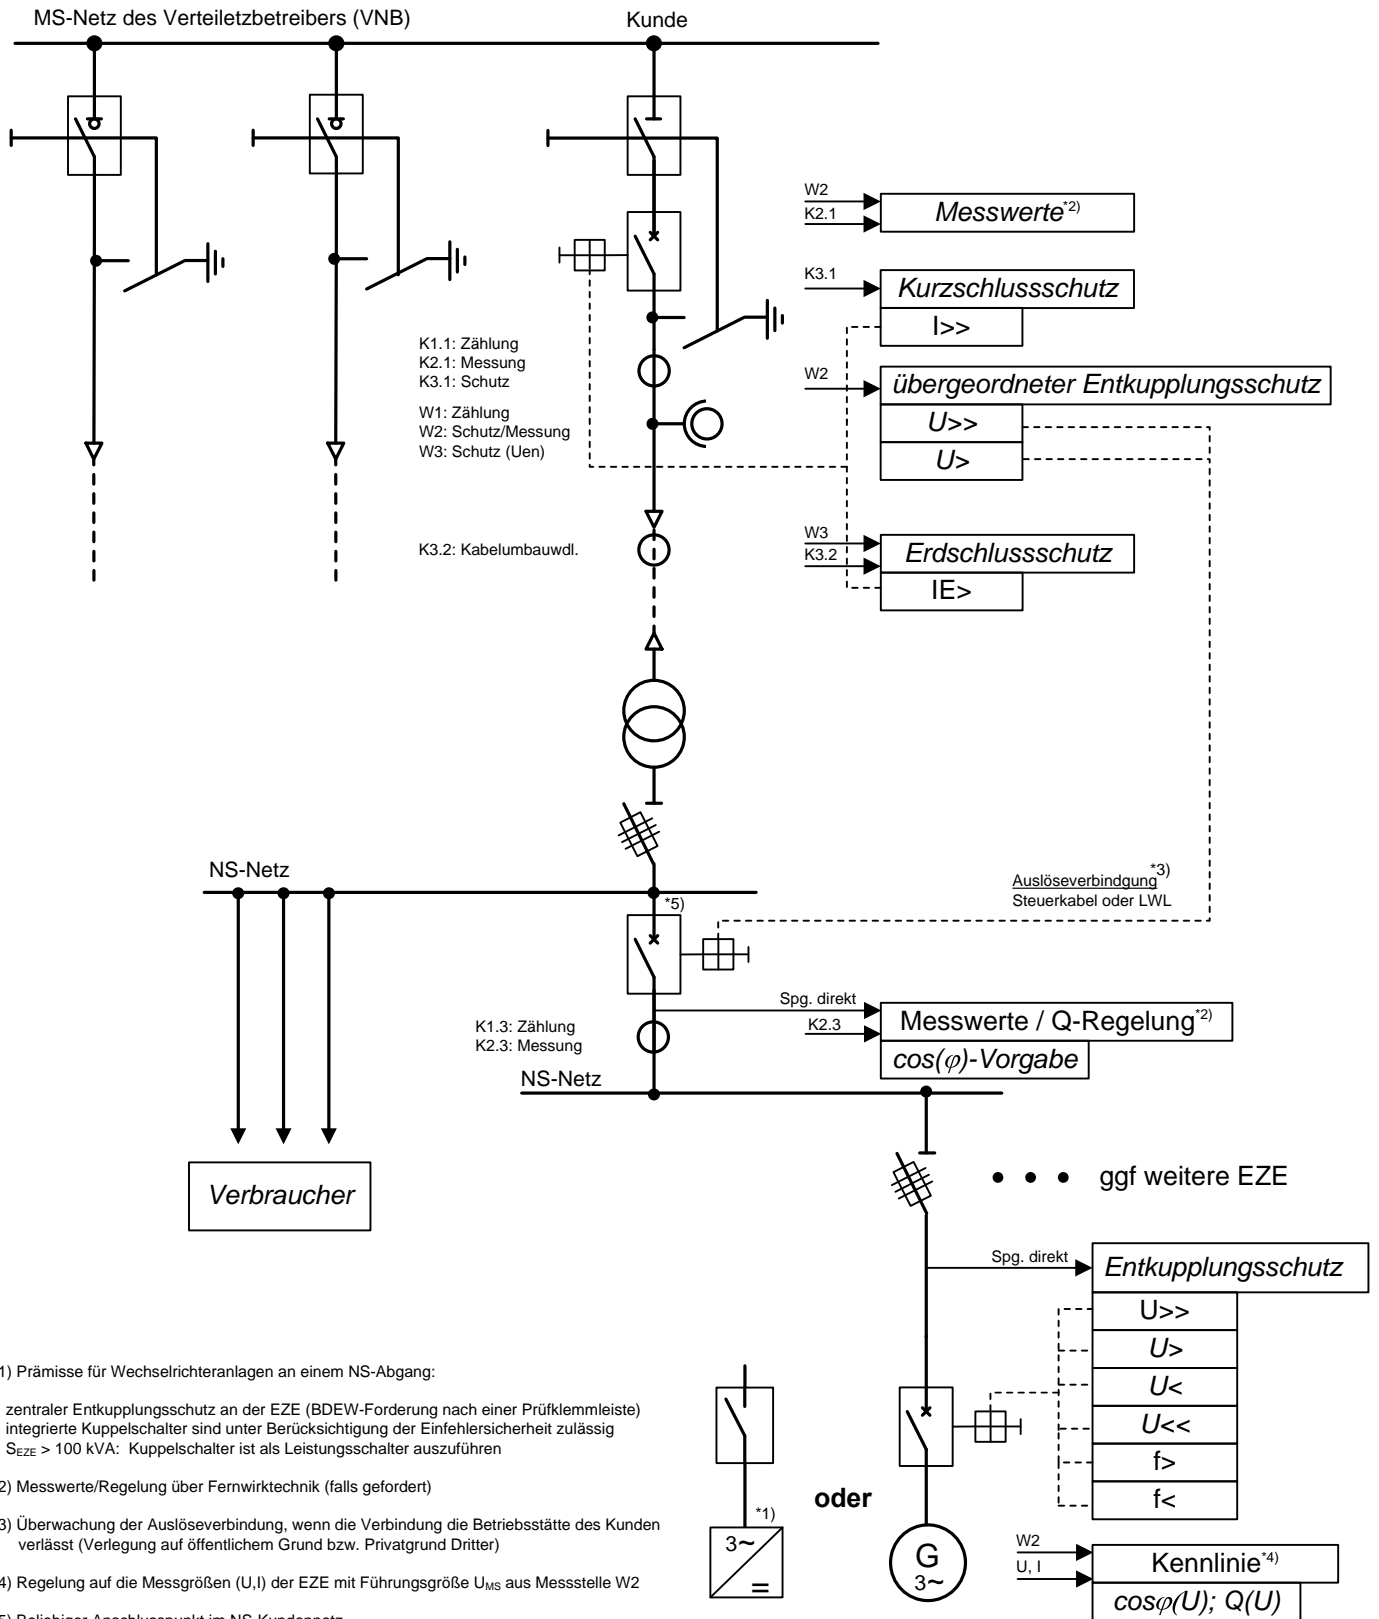 MS-Netz des Verteiletzbetreibers (VNB)
Kunde
W2
K2.1
Messwerte*2)
K3.1
Kurzschlussschutz
I>>
K1.1: Zählung
K2.1: Messung
K3.1: Schutz
W1: Zählung
W2: Schutz/Messung
W3: Schutz (Uen)
W2
übergeordneter Entkupplungsschutz
U>>
U>
K3.2: Kabelumbauwdl.
W3
K3.2
Erdschlussschutz
IE>
NS-Netz
*5)
Auslöseverbindgung*3)
Steuerkabel oder LWL
Spg. direkt
K2.3
Messwerte / Q-Regelung*2)
cos(φ)-Vorgabe
K1.3: Zählung
K2.3: Messung
NS-Netz
Verbraucher
ggf weitere EZE
Spg. direkt
Entkupplungsschutz
U>>
U>
U<
U<<
f>
f<
1) Prämisse für Wechselrichteranlagen an einem NS-Abgang:
zentraler Entkupplungsschutz an der EZE (BDEW-Forderung nach einer Prüfklemmleiste)
integrierte Kuppelschalter sind unter Berücksichtigung der Einfehlersicherheit zulässig
SEZE > 100 kVA: Kuppelschalter ist als Leistungsschalter auszuführen
2) Messwerte/Regelung über Fernwirktechnik (falls gefordert)
3) Überwachung der Auslöseverbindung, wenn die Verbindung die Betriebsstätte des Kunden
verlässt (Verlegung auf öffentlichem Grund bzw. Privatgrund Dritter)
4) Regelung auf die Messgrößen (U,I) der EZE mit Führungsgröße UMS aus Messstelle W2
5) Beliebiger Anschlusspunkt im NS-Kundennetz
*1)
3~
=
oder
G
3~
W2
U, I
Kennlinie*4)
cosφ(U); Q(U)